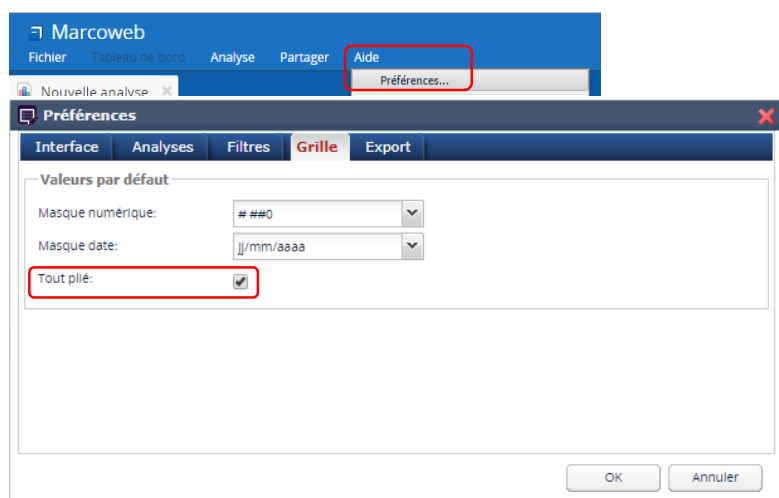 Marcoweb
Fichier Tableau de bord Analyse Partager Aide
Préférences...
Nouvelle analyse
Préférences
Interface Analyses Filtres Grille Export
Valeurs par défaut
Masque numérique: # ##0
Masque date: jj/mm/aaaa
Tout plié:
OK Annuler